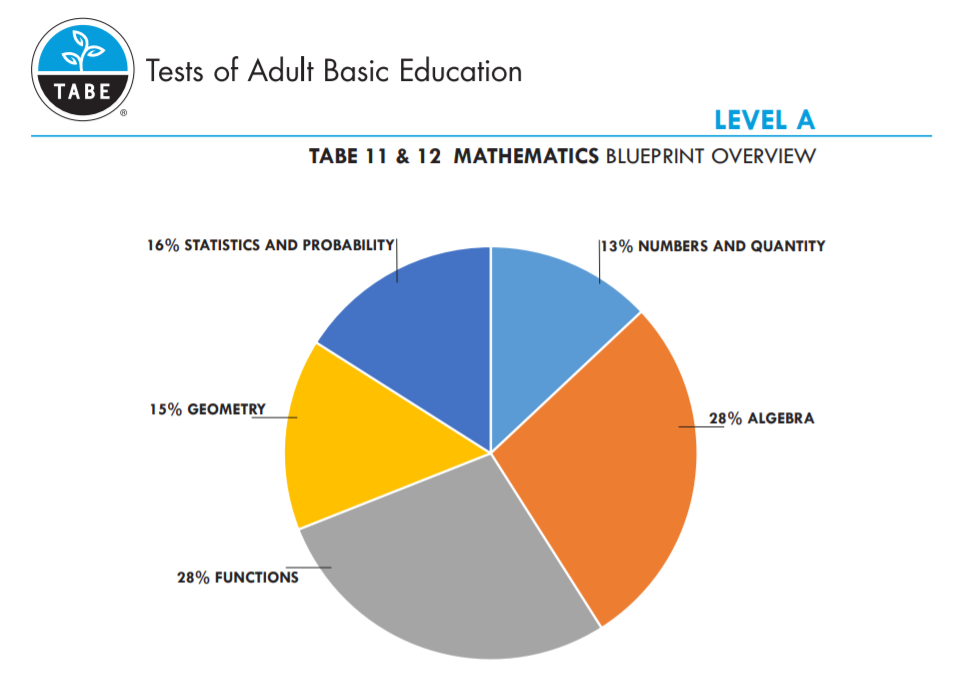 TABE
®
Tests of Adult Basic Education
LEVEL A
TABE 11 & 12 MATHEMATICS BLUEPRINT OVERVIEW
16% STATISTICS AND PROBABILITY
13% NUMBERS AND QUANTITY
15% GEOMETRY
28% ALGEBRA
28% FUNCTIONS